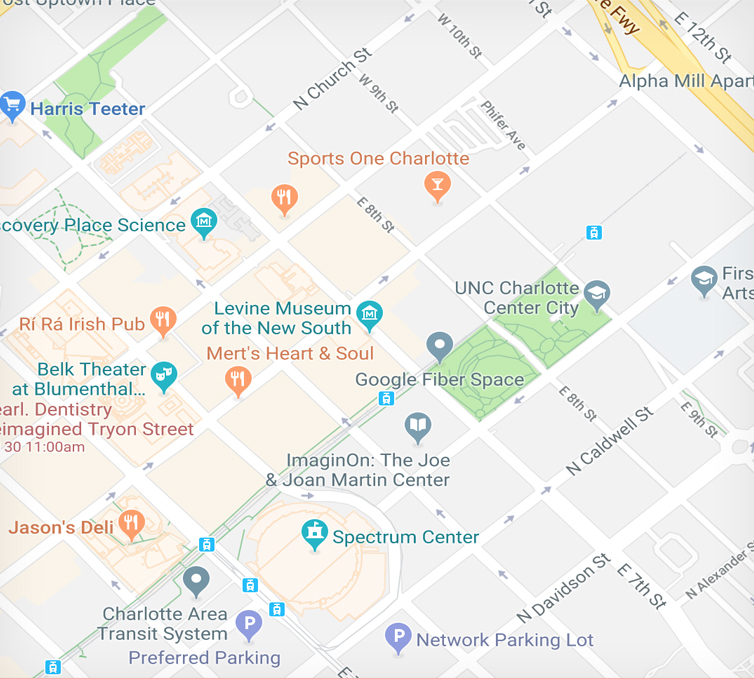 ost Uptown Place
St
e Fwy
E 12th St
W 10th St
N Church St
W 9th St
Alpha Mill Apart
Harris Teeter
Phifer Ave
Sports One Charlotte
E 8th St
scovery Place Science
UNC Charlotte
Center City
Firs
Arts
Levine Museum
of the New South
Rí Rá Irish Pub
Mert's Heart & Soul
Belk Theater
at Blumenthal...
Google Fiber Space
earl. Dentistry
eimagined Tryon Street
30 11:00am
E 8th St
E 9th St
N Caldwell St
ImaginOn: The Joe
& Joan Martin Center
Jason's Deli
Spectrum Center
N Davidson St
E 7th St
N Alexander S
Charlotte Area
Transit System
P
Preferred Parking
P
Network Parking Lot
E